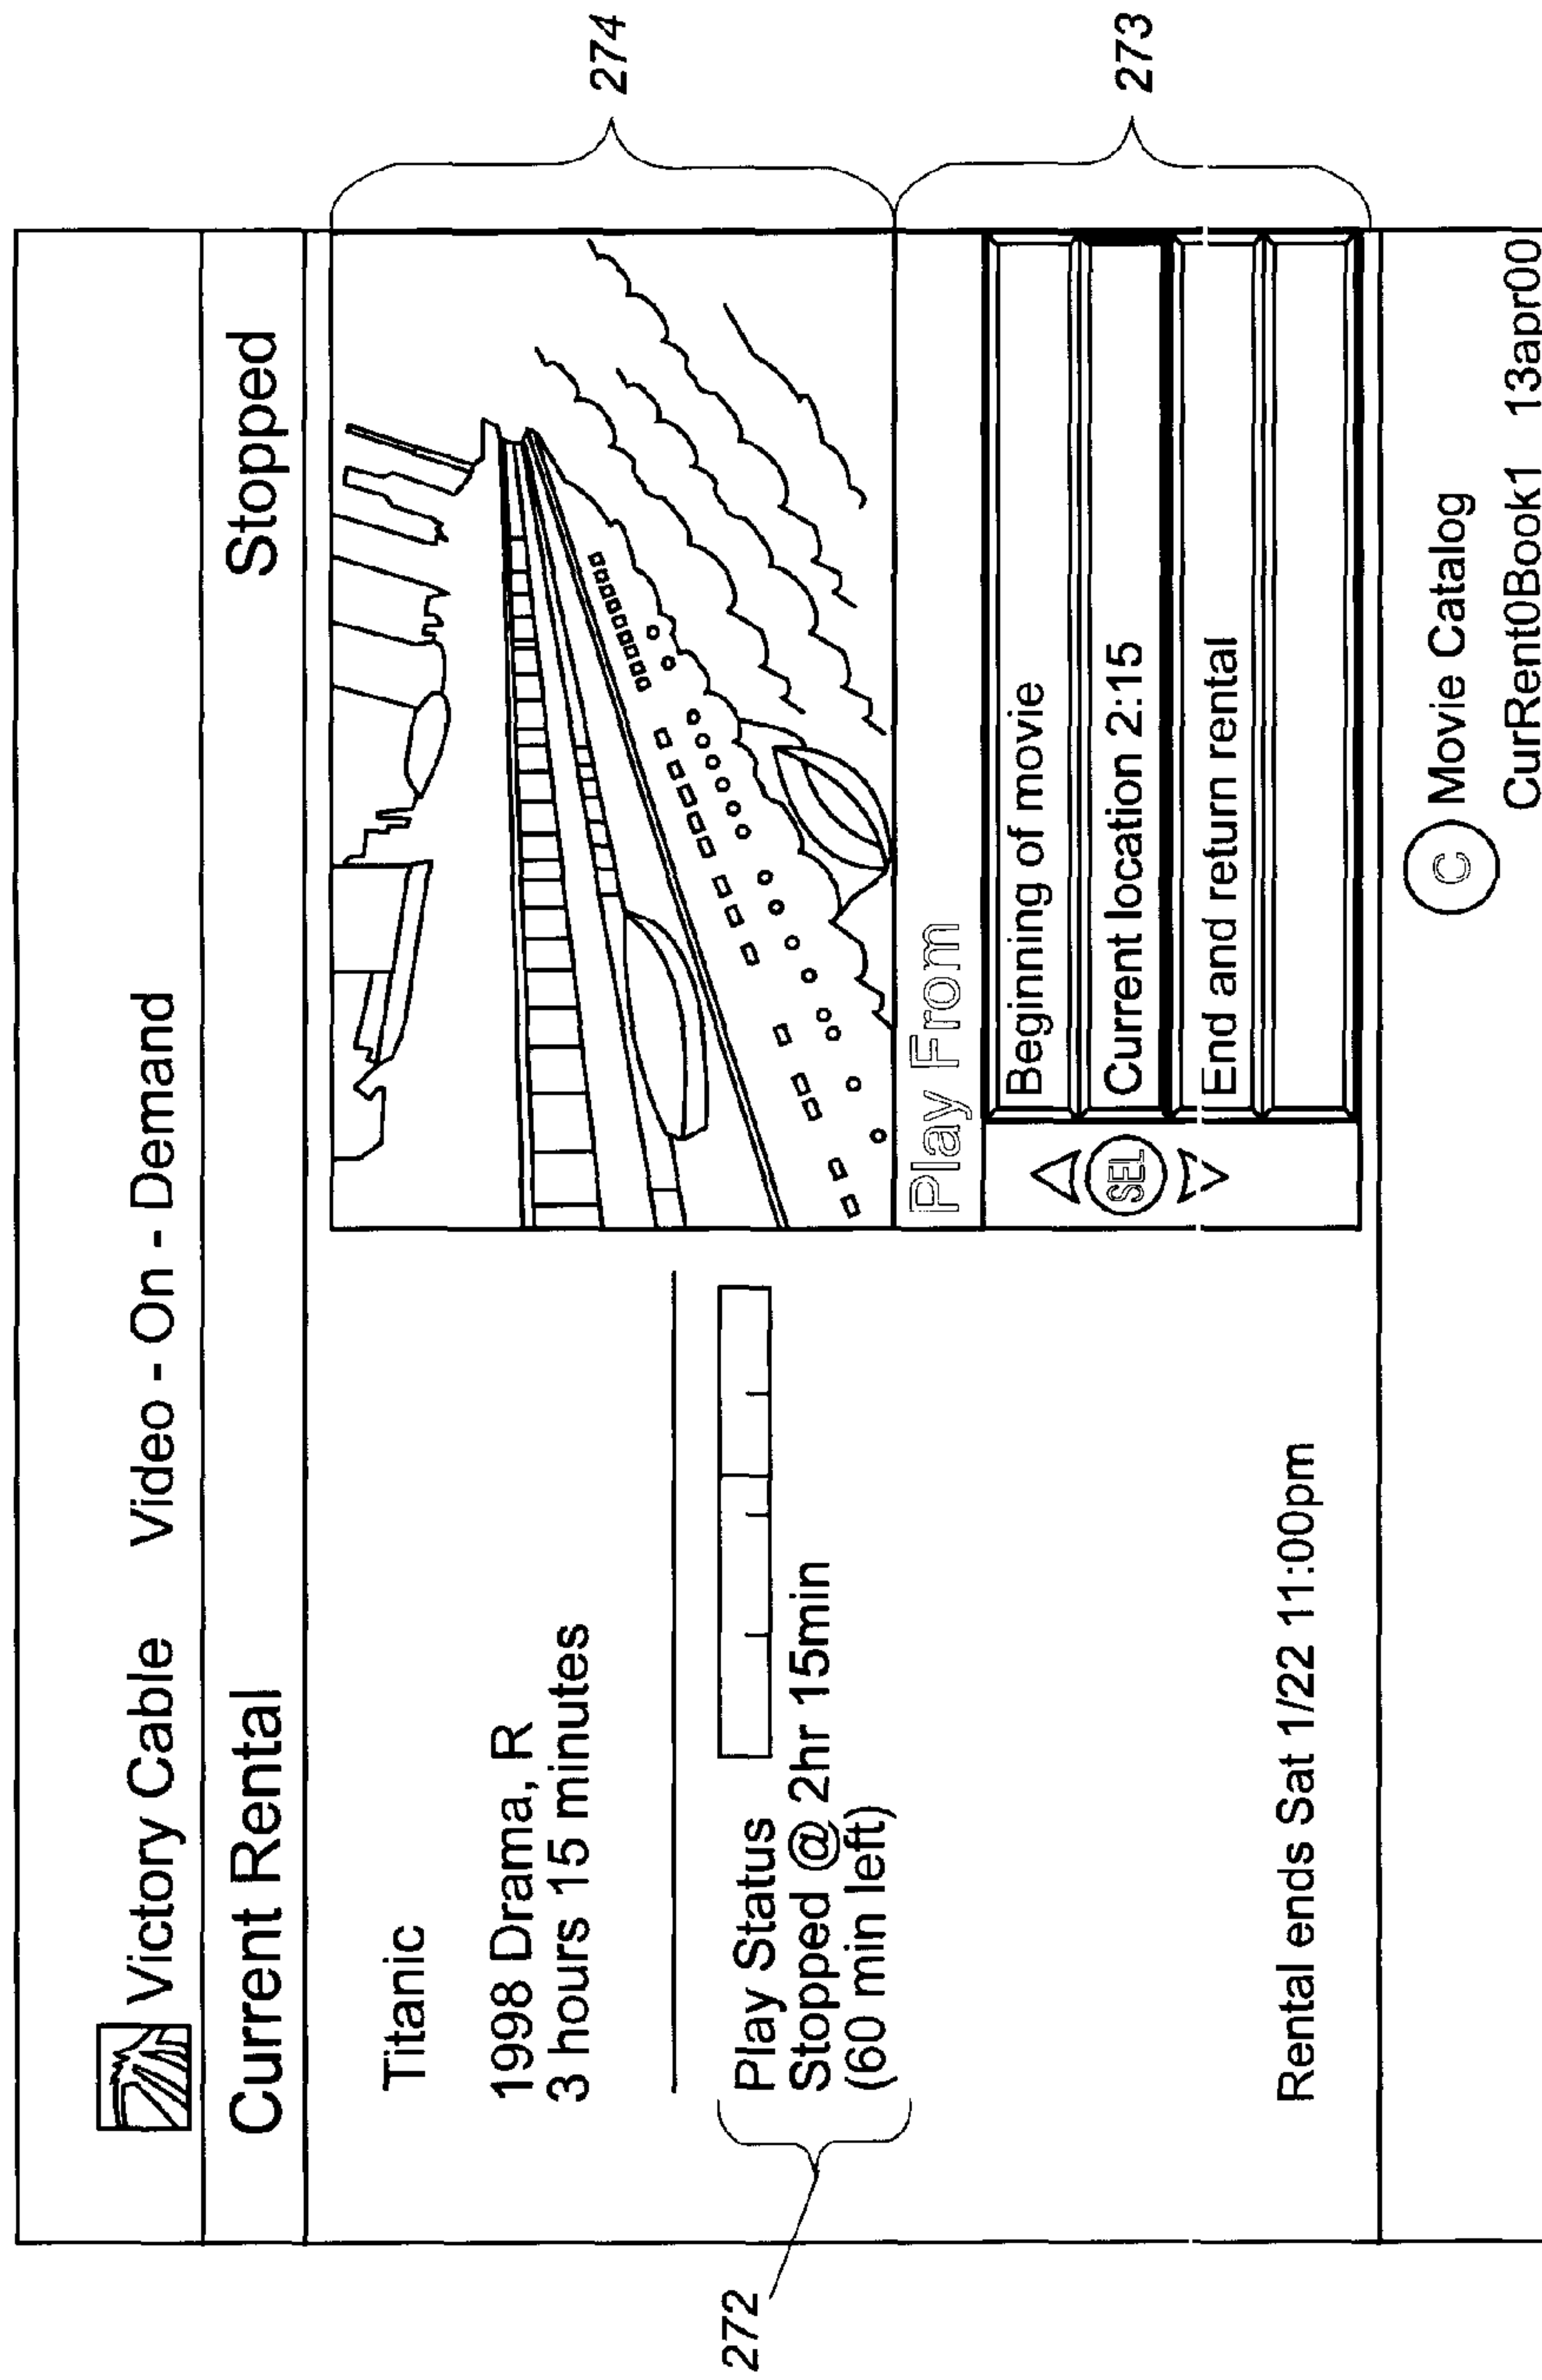 Victory Cable Video - On - Demand
Current Rental Stopped
Titanic
1998 Drama, R
3 hours 15 minutes
Play Status
Stopped @ 2hr 15min
(60 min left)
Rental ends Sat 1/22 11:00pm
272
274
Play From
SEL
Beginning of movie
Current location 2:15
End and return rental
273
C Movie Catalog
CurRent0Book1 13apr00